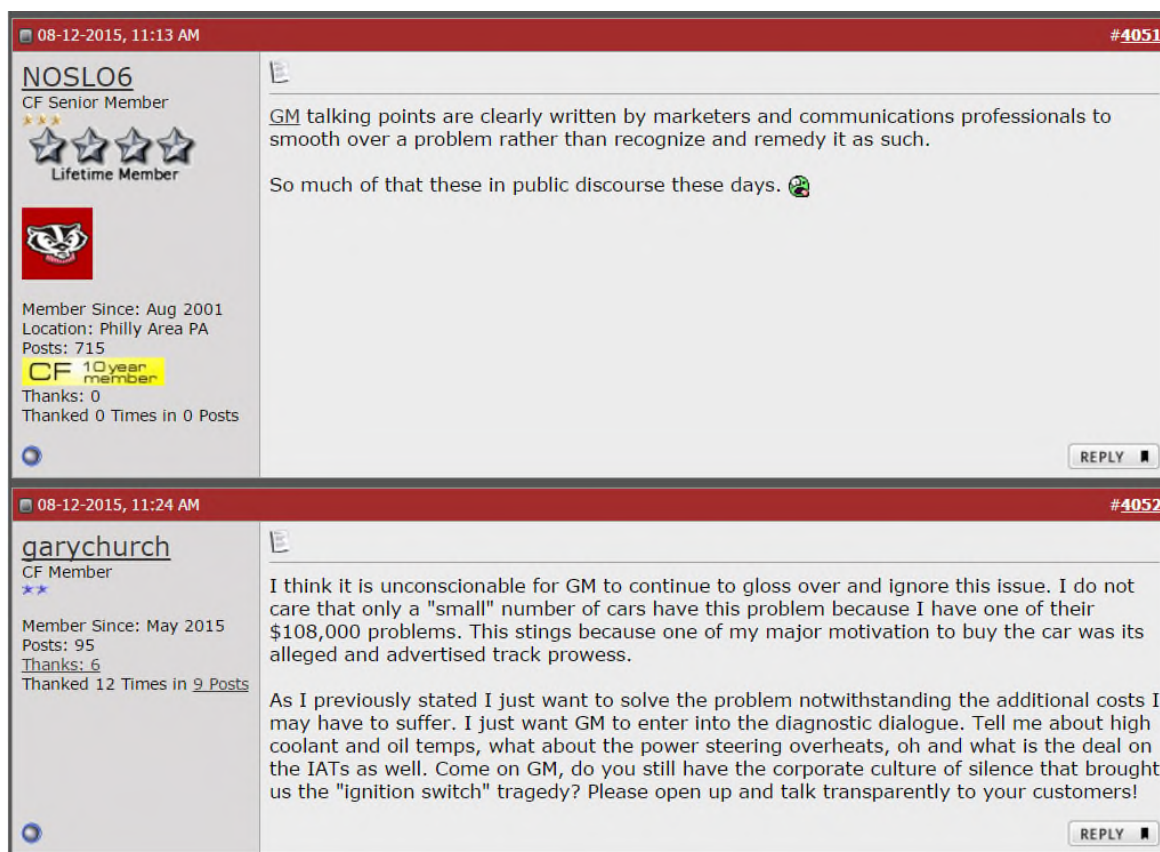 08-12-2015, 11:13 AM #4051
NOSLO6
CF Senior Member
Lifetime Member
Member Since: Aug 2001
Location: Philly Area PA
Posts: 715
CF 10 year member
Thanks: 0
Thanked 0 Times in 0 Posts
GM talking points are clearly written by marketers and communications professionals to
smooth over a problem rather than recognize and remedy it as such.
So much of that these in public discourse these days.
REPLY
08-12-2015, 11:24 AM #4052
garychurch
CF Member
Member Since: May 2015
Posts: 95
Thanks: 6
Thanked 12 Times in 9 Posts
I think it is unconscionable for GM to continue to gloss over and ignore this issue. I do not
care that only a "small" number of cars have this problem because I have one of their
$108,000 problems. This stings because one of my major motivation to buy the car was its
alleged and advertised track prowess.
As I previously stated I just want to solve the problem notwithstanding the additional costs I
may have to suffer. I just want GM to enter into the diagnostic dialogue. Tell me about high
coolant and oil temps, what about the power steering overheats, oh and what is the deal on
the IATs as well. Come on GM, do you still have the corporate culture of silence that brought
us the "ignition switch" tragedy? Please open up and talk transparently to your customers!
REPLY